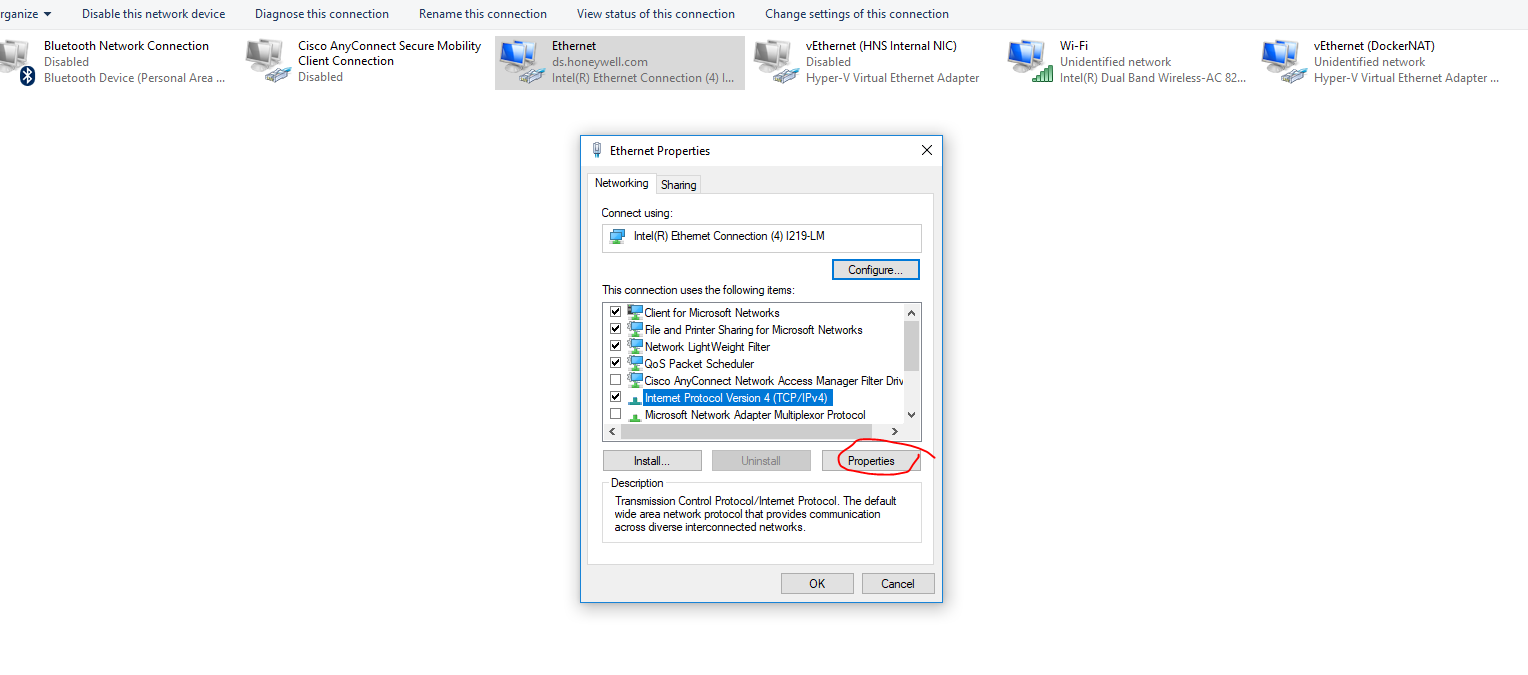 rganize
Disable this network device
Diagnose this connection
Rename this connection
View status of this connection
Change settings of this connection
Bluetooth Network Connection
Disabled
Bluetooth Device (Personal Area ...
Cisco AnyConnect Secure Mobility
Client Connection
Disabled
Ethernet
ds.honeywell.com
Intel(R) Ethernet Connection (4) I...
vEthernet (HNS Internal NIC)
Disabled
Hyper-V Virtual Ethernet Adapter
Wi-Fi
Unidentified network
Intel(R) Dual Band Wireless-AC 82...
vEthernet (DockerNAT)
Unidentified network
Hyper-V Virtual Ethernet Adapter ...
Ethernet Properties
Networking
Sharing
Connect using:
Intel(R) Ethernet Connection (4) I219-LM
Configure...
This connection uses the following items:
Client for Microsoft Networks
File and Printer Sharing for Microsoft Networks
Network LightWeight Filter
QoS Packet Scheduler
Cisco AnyConnect Network Access Manager Filter Driv
Internet Protocol Version 4 (TCP/IPv4)
Microsoft Network Adapter Multiplexor Protocol
Install...
Uninstall
Properties
Description
Transmission Control Protocol/Internet Protocol. The default
wide area network protocol that provides communication
across diverse interconnected networks.
OK
Cancel